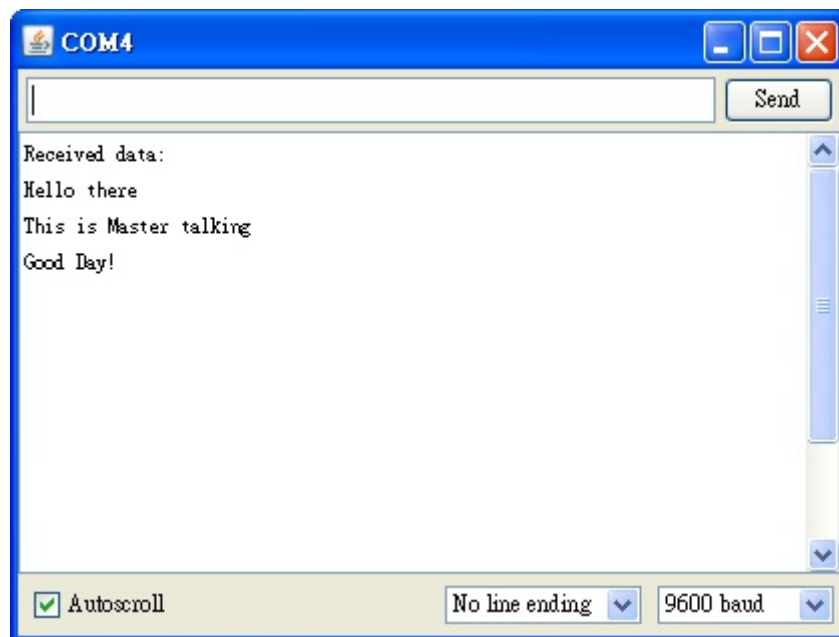 COM4
Send
Received data:
Hello there
This is Master talking
Good Day!
Autoscroll
No line ending
9600 baud